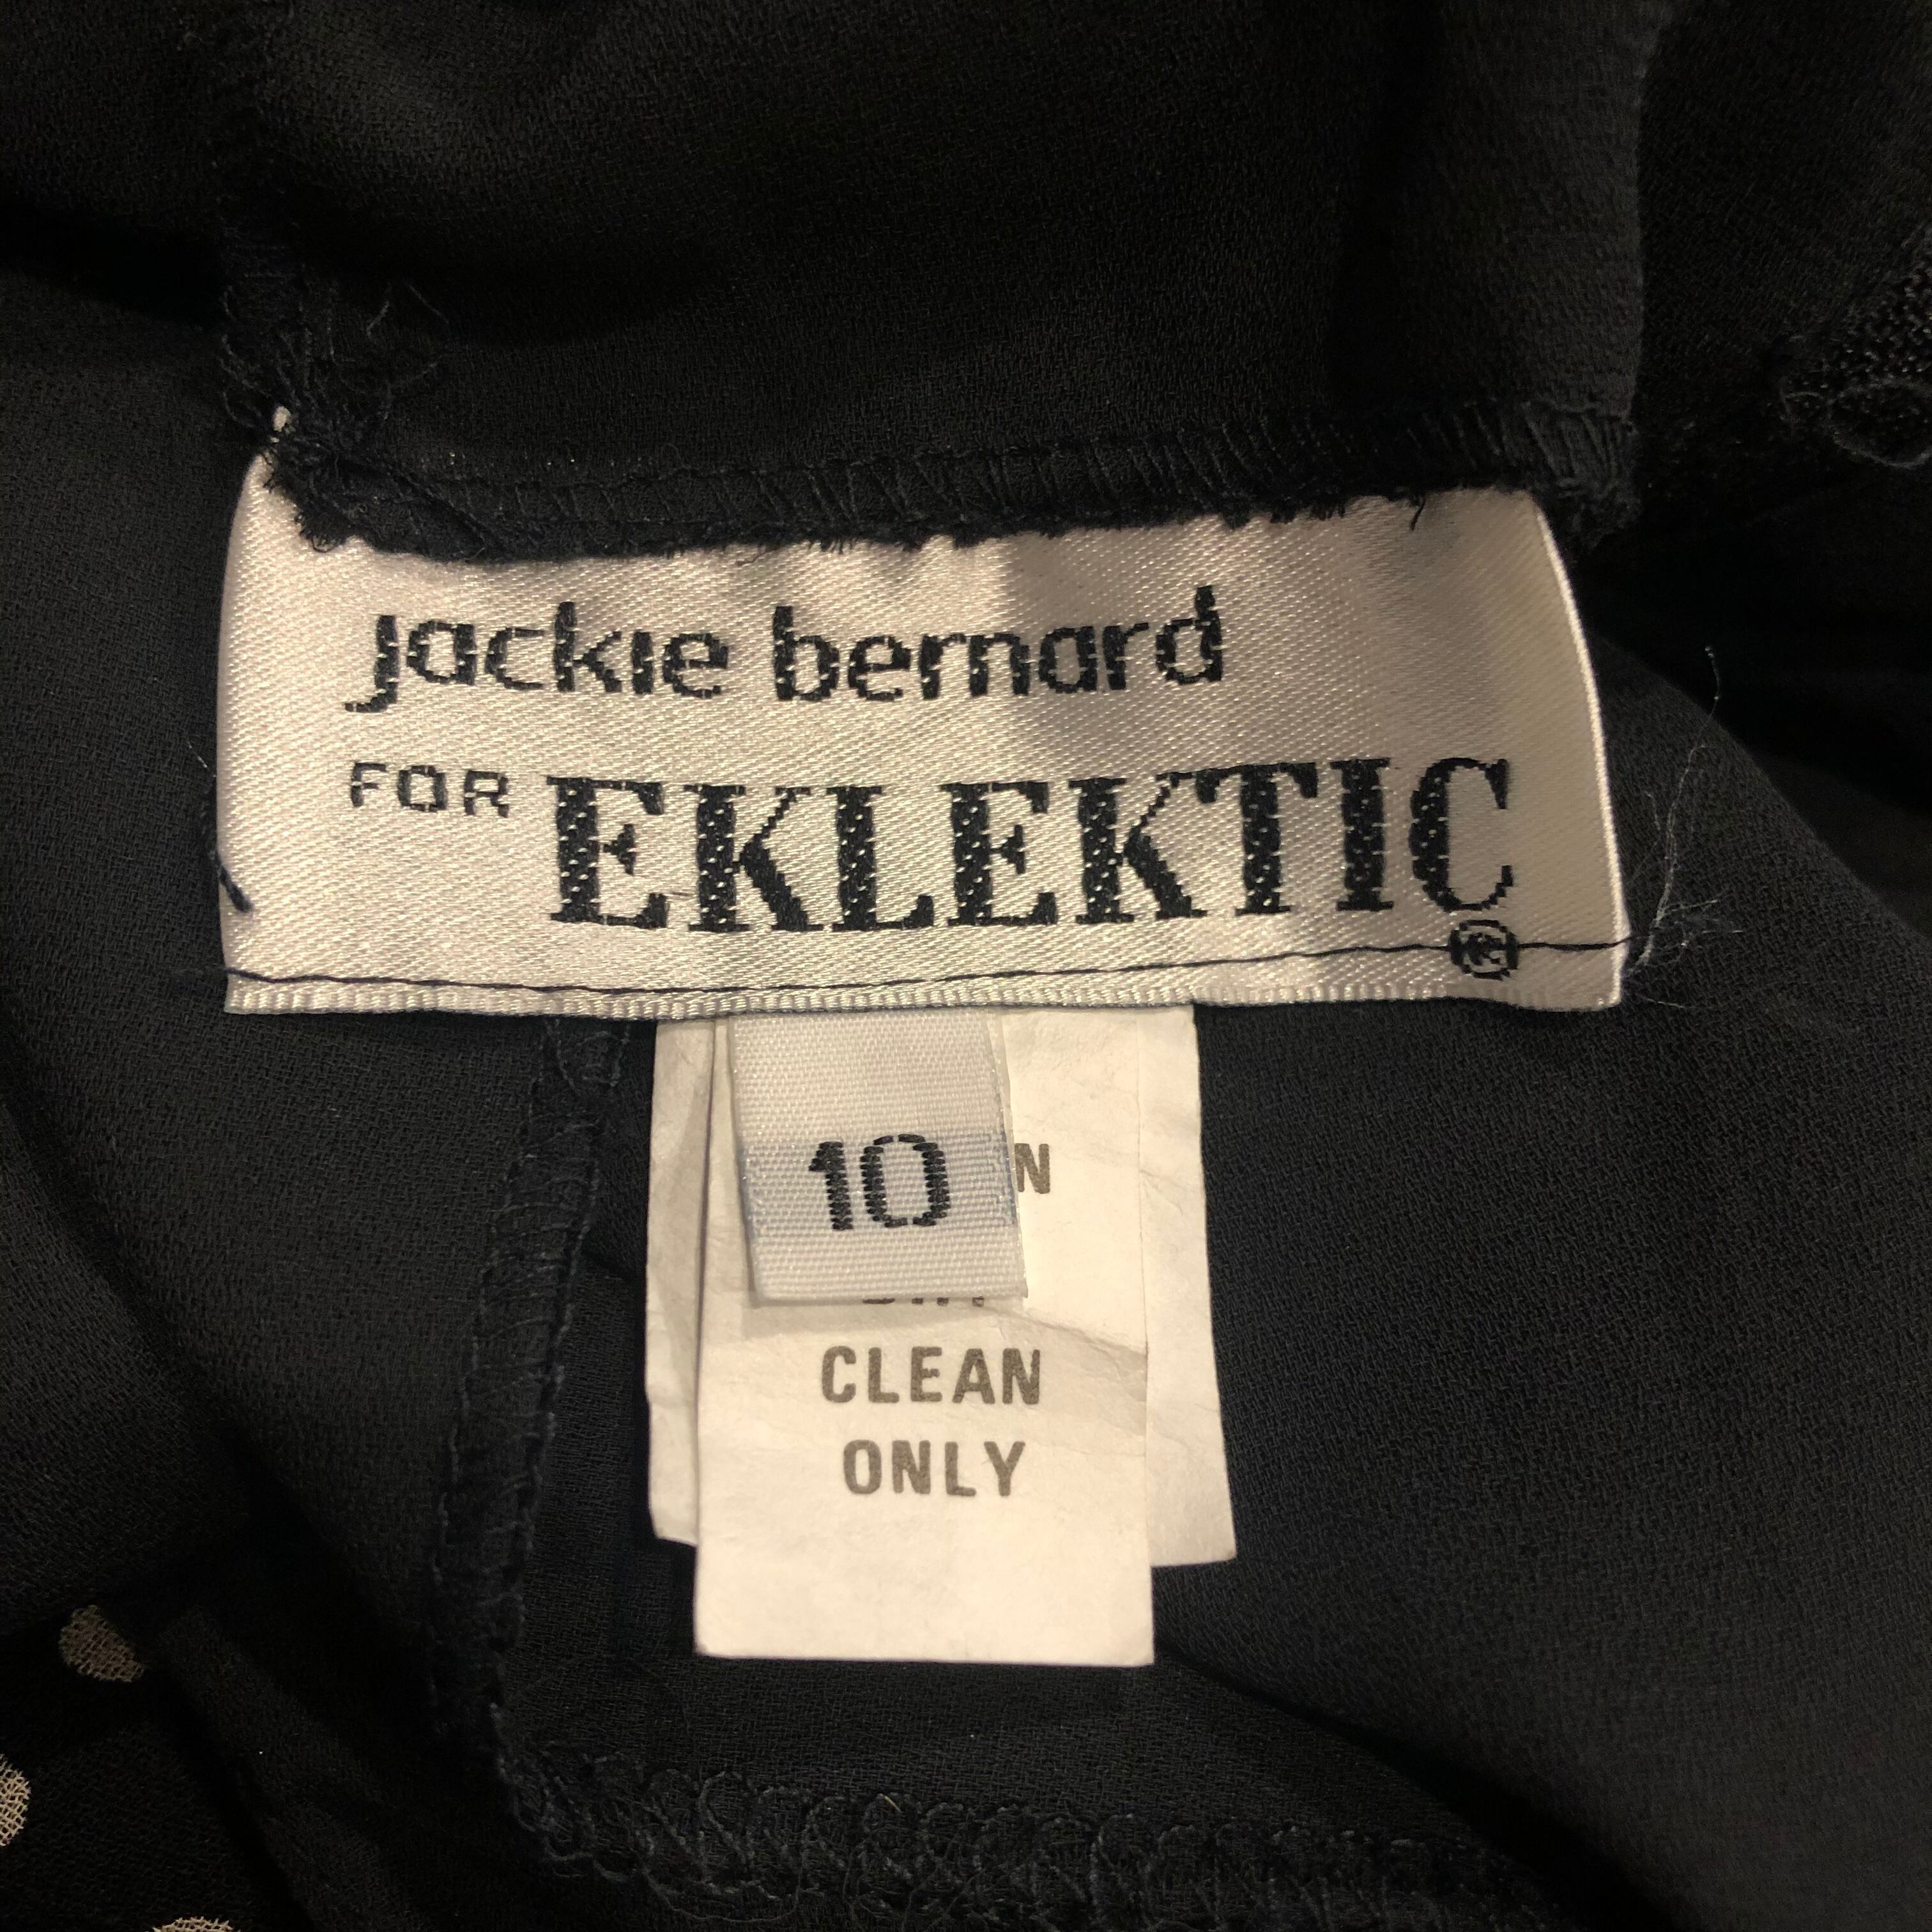 jackie bernard
FOR EKLEKTIC
®
10
CLEAN
ONLY